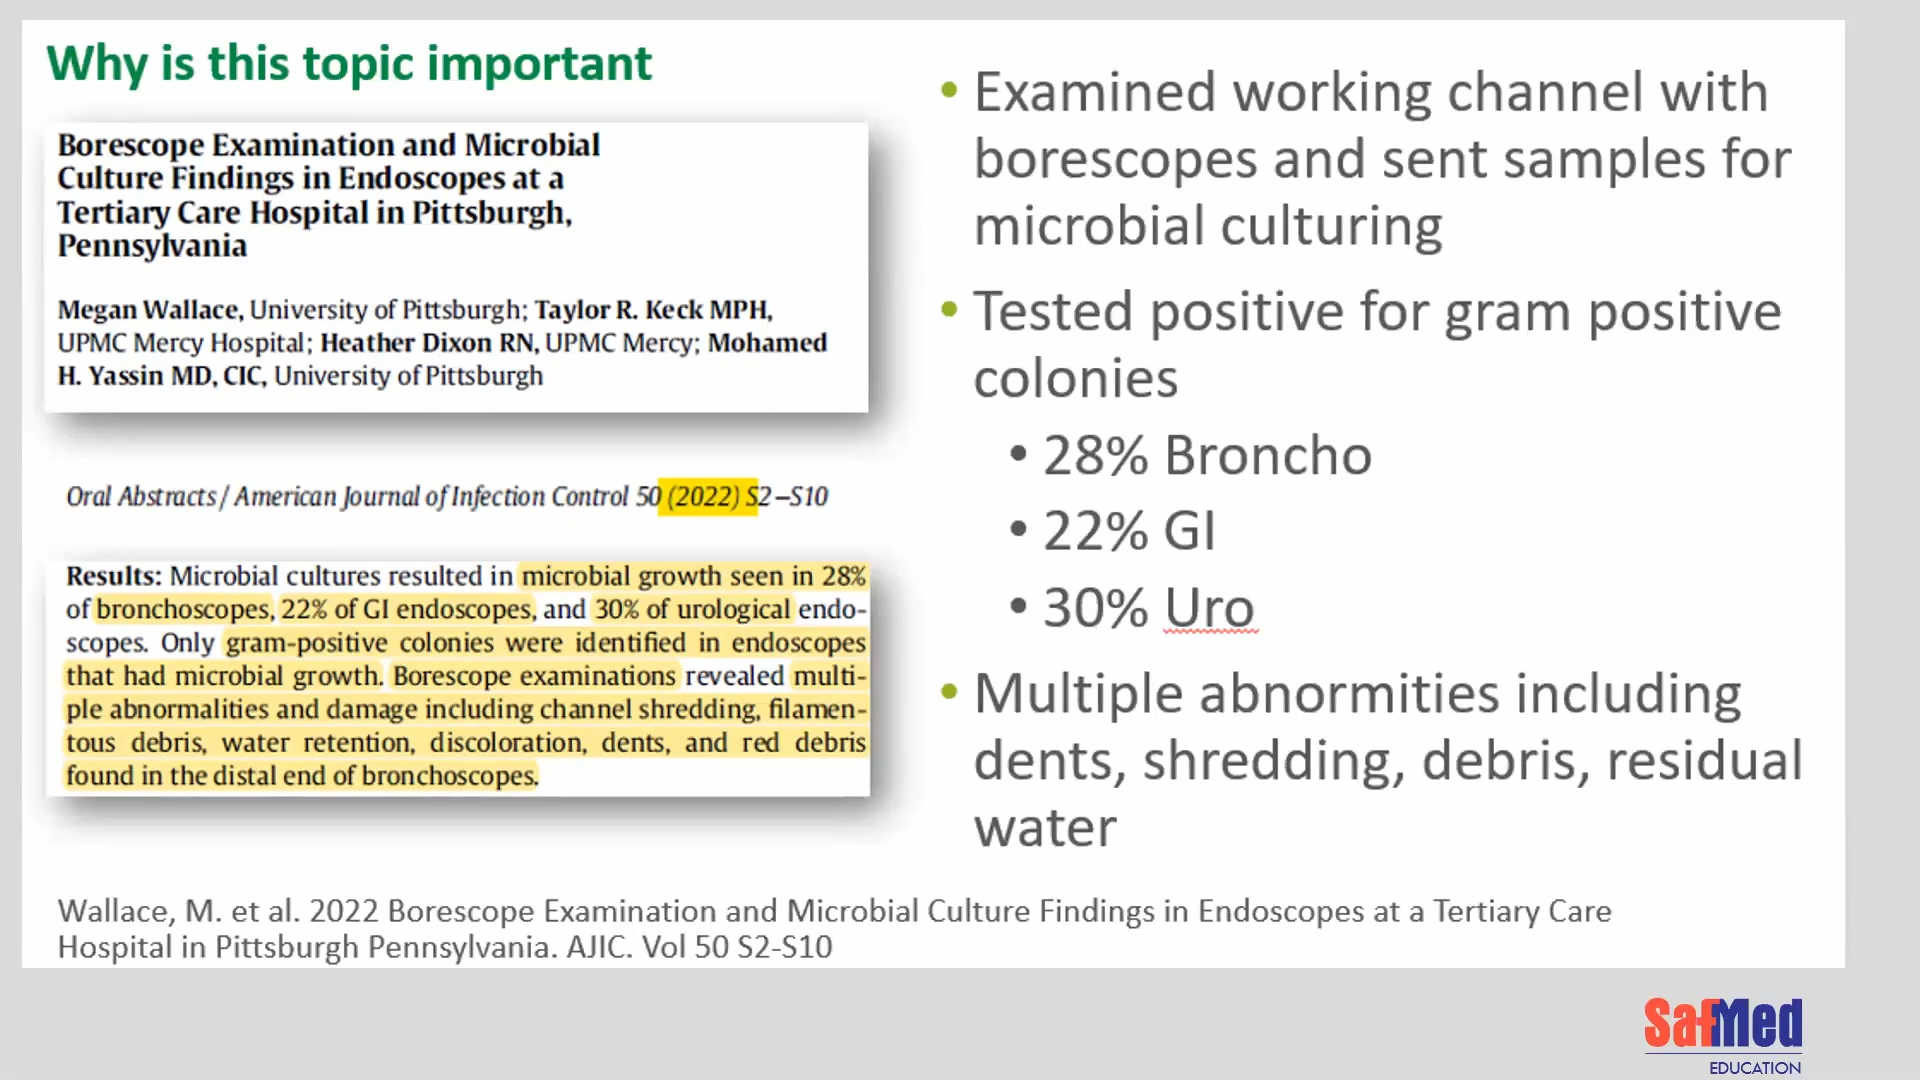 Why is this topic important
Borescope Examination and Microbial
Culture Findings in Endoscopes at a
Tertiary Care Hospital in Pittsburgh,
Pennsylvania
Megan Wallace, University of Pittsburgh; Taylor R. Keck MPH,
UPMC Mercy Hospital; Heather Dixon RN, UPMC Mercy; Mohamed
H. Yassin MD, CIC, University of Pittsburgh
Oral Abstracts / American Journal of Infection Control 50 (2022) S2–S10
Results: Microbial cultures resulted in microbial growth seen in 28%
of bronchoscopes, 22% of GI endoscopes, and 30% of urological endo-
scopes. Only gram-positive colonies were identified in endoscopes
that had microbial growth. Borescope examinations revealed multi-
ple abnormalities and damage including channel shredding, filamen-
tous debris, water retention, discoloration, dents, and red debris
found in the distal end of bronchoscopes.
• Examined working channel with
borescopes and sent samples for
microbial culturing
• Tested positive for gram positive
colonies
• 28% Broncho
• 22% GI
• 30% Uro
• Multiple abnormities including
dents, shredding, debris, residual
water
Wallace, M. et al. 2022 Borescope Examination and Microbial Culture Findings in Endoscopes at a Tertiary Care
Hospital in Pittsburgh Pennsylvania. AJIC. Vol 50 S2-S10
SafMed
EDUCATION